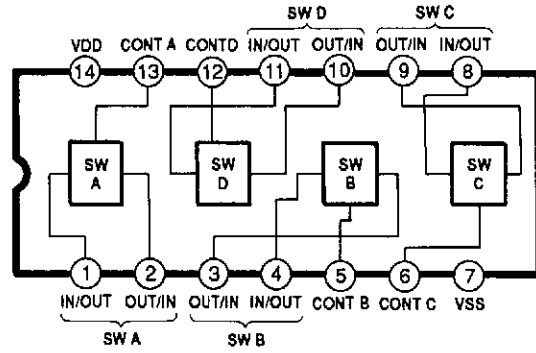 SW D SW C
VDD CONT A CONTD IN/OUT OUT/IN OUT/IN IN/OUT
14 13 12 11 10 9 8
SW SW SW SW
A D B C
1 2 3 4 5 6 7
IN/OUT OUT/IN OUT/IN IN/OUT CONT B CONT C VSS
SW A SW B